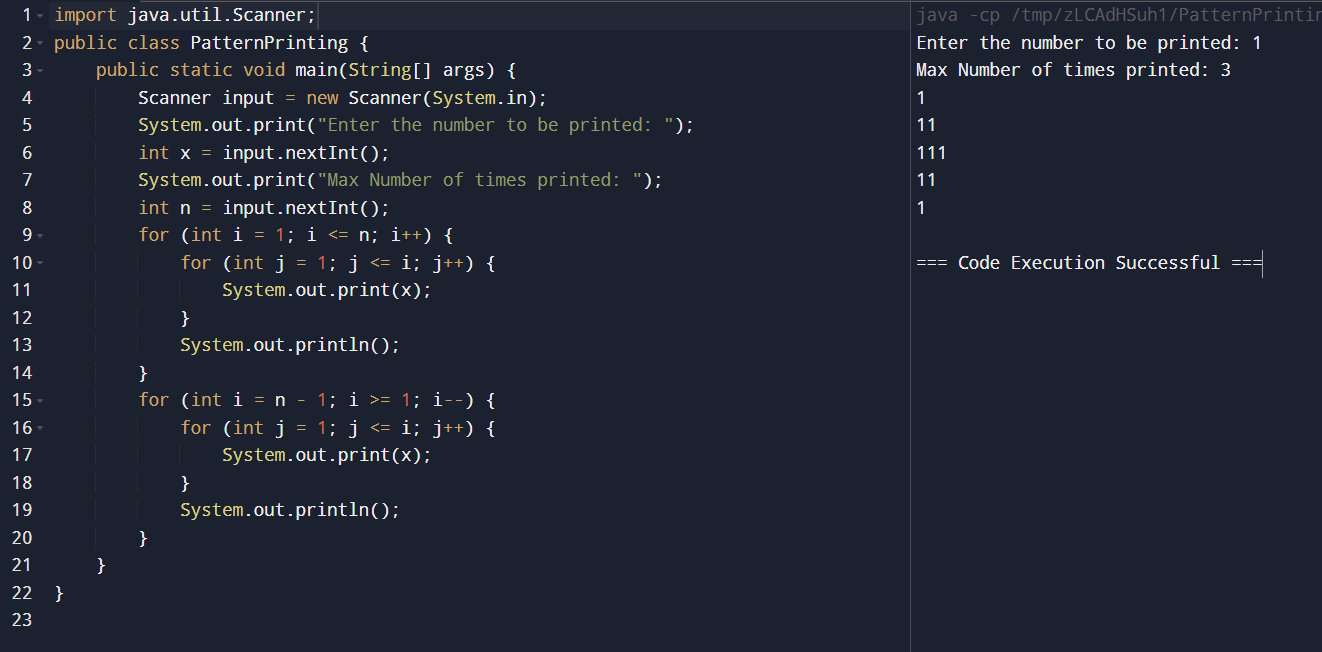 1 import java.util.Scanner;
2 public class PatternPrinting {
3     public static void main(String[] args) {
4         Scanner input = new Scanner(System.in);
5         System.out.print("Enter the number to be printed: ");
6         int x = input.nextInt();
7         System.out.print("Max Number of times printed: ");
8         int n = input.nextInt();
9         for (int i = 1; i <= n; i++) {
10             for (int j = 1; j <= i; j++) {
11                 System.out.print(x);
12             }
13             System.out.println();
14         }
15         for (int i = n - 1; i >= 1; i--) {
16             for (int j = 1; j <= i; j++) {
17                 System.out.print(x);
18             }
19             System.out.println();
20         }
21     }
22 }
23
java -cp /tmp/zLCAdHSuh1/
Enter the number to be printed: 1
Max Number of times printed: 3
1
11
111
11
1
=== Code Execution Successful ===